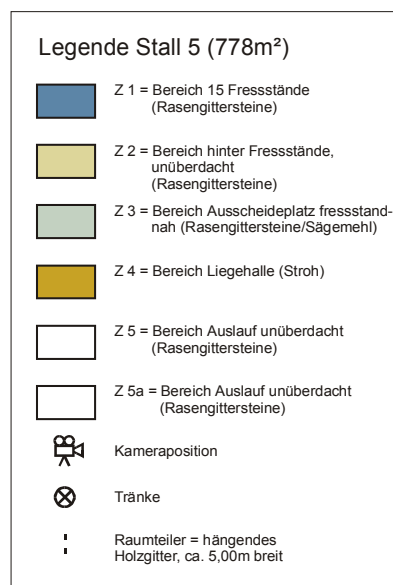 Legende Stall 5 (778m²)
Z 1 = Bereich 15 Fressstände
(Rasengittersteine)
Z 2 = Bereich hinter Fressstände,
unüberdacht
(Rasengittersteine)
Z 3 = Bereich Ausscheideplatz fressstand-
nah (Rasengittersteine/Sägemehl)
Z 4 = Bereich Liegehalle (Stroh)
Z 5 = Bereich Auslauf unüberdacht
(Rasengittersteine)
Z 5a = Bereich Auslauf unüberdacht
(Rasengittersteine)
Kameraposition
Tränke
Raumteiler = hängendes
Holzgitter, ca. 5,00m breit